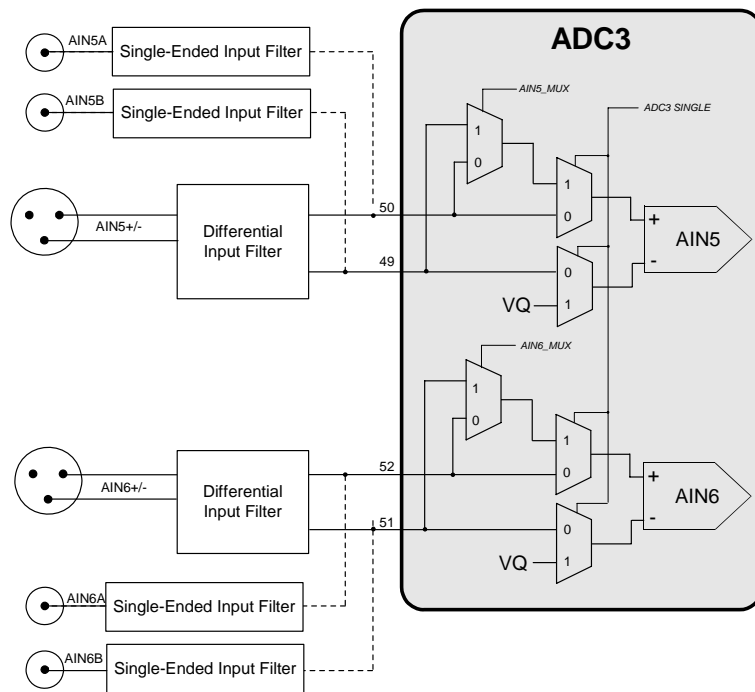 ADC3
AIN5A
Single-Ended Input Filter
AIN5B
Single-Ended Input Filter
AIN5_MUX
ADC3 SINGLE
1
0
1
0
AIN5+/-
Differential
Input Filter
50
49
+
-
AIN5
0
1
VQ
AIN6_MUX
1
0
1
0
AIN6+/-
Differential
Input Filter
52
51
+
-
AIN6
0
1
VQ
AIN6A
Single-Ended Input Filter
AIN6B
Single-Ended Input Filter